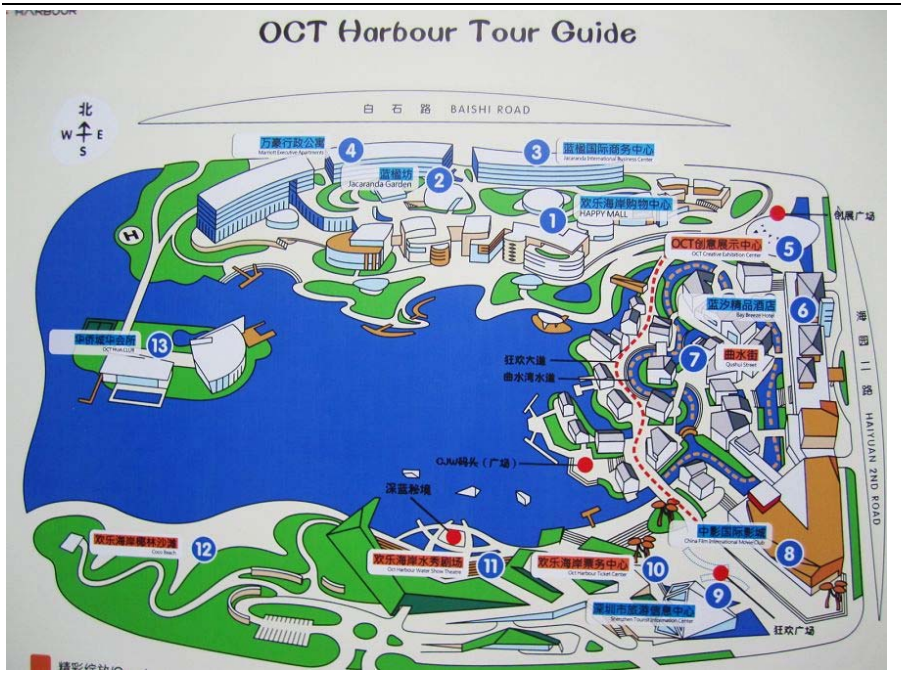 HARBOUR
OCT Harbour Tour Guide
北
W E
S
白石路 BAISHI ROAD
万豪行政公寓
Marriott Executive Apartments
4
3
蓝楹国际商务中心
Jacaranda International Business Center
蓝楹坊
Jacaranda Garden
2
1
欢乐海岸购物中心
HAPPY MALL
创展广场
H
OCT创意展示中心
OCT Creative Exhibition Center
5
蓝汐精品酒店
Bay Breeze Hotel
6
海园二路 HAIYUAN 2ND ROAD
华侨城华会所
OCT Hua CLUB
13
狂欢大道
曲水湾水道
7
曲水街
Qushui Street
OJW码头（广场）
深蓝秘境
欢乐海岸椰林沙滩
Coco Beach
12
欢乐海岸水秀剧场
Oct Harbour Water Show Theatre
11
欢乐海岸票务中心
Oct Harbour Ticket Center
10
中影国际影城
China Film International Movie Club
8
9
深圳市旅游信息中心
Shenzhen Tourist Information Center
狂欢广场
精彩绽放